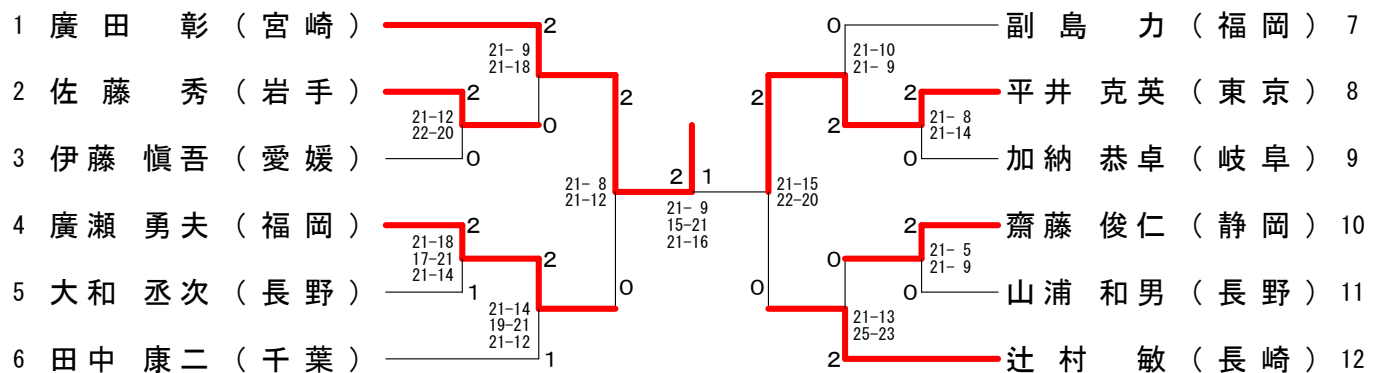 1 廣田 彰 (宮崎) 2
21- 9
21-18
2 佐藤 秀 (岩手) 2
21-12
22-20
0
3 伊藤 愼吾 (愛媛) 0
2
21- 8
21-12
0
4 廣瀬 勇夫 (福岡) 2
21-18
17-21
21-14
2
5 大和 丞次 (長野) 1
21-14
19-21
21-12
6 田中 康二 (千葉) 1
2 1
21- 9
15-21
21-16
0 副島 力 (福岡) 7
21-10
21- 9
2 平井 克英 (東京) 8
2
21- 8
21-14
0 加納 恭卓 (岐阜) 9
2
21-15
22-20
0
2 齋藤 俊仁 (静岡) 10
0
21- 5
21- 9
0 山浦 和男 (長野) 11
21-13
25-23
2 辻村 敏 (長崎) 12